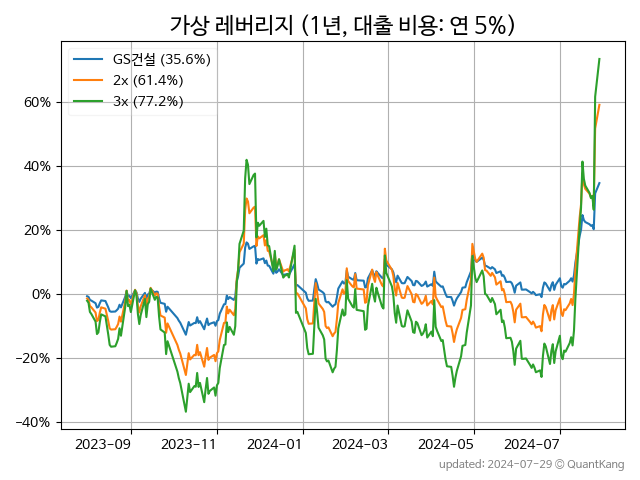 가상 레버리지 (1년, 대출 비용: 연 5%)
GS건설 (35.6%)
2x (61.4%)
3x (77.2%)
60%
40%
20%
0%
−20%
−40%
2023-09
2023-11
2024-01
2024-03
2024-05
2024-07
updated: 2024-07-29 © QuantKang